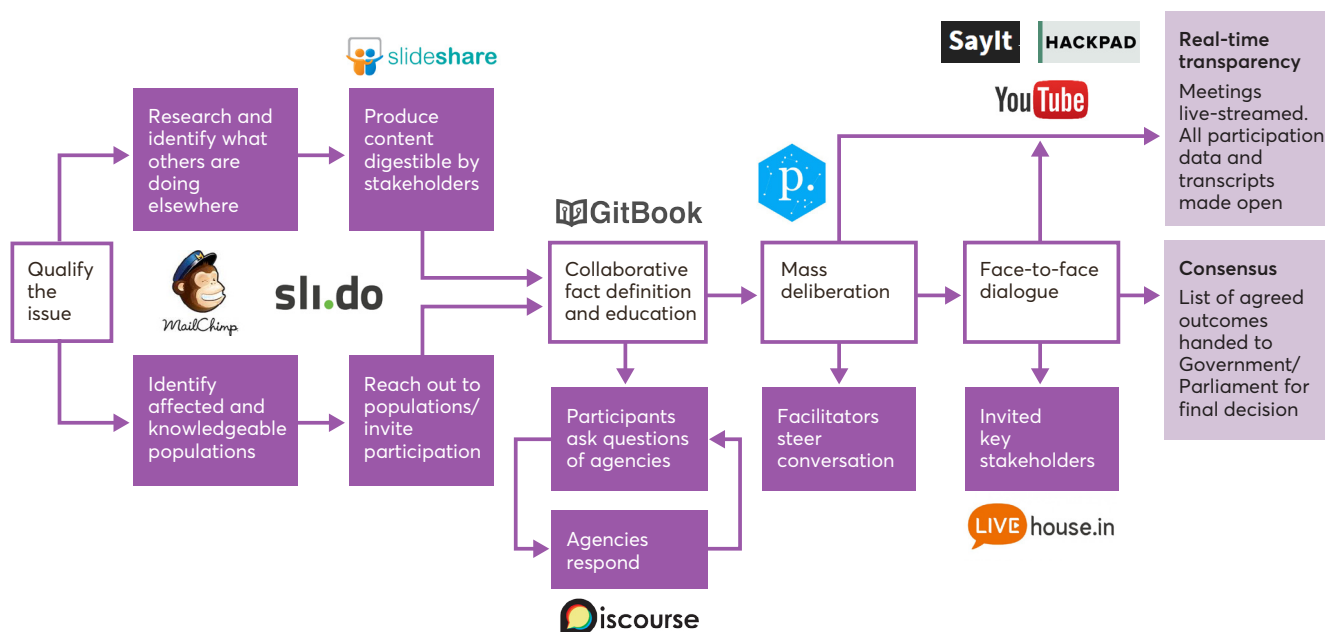 slideshare
SayIt
HACKPAD
YouTube
Real-time
transparency
Meetings
live-streamed.
All participation
data and
transcripts
made open
Research and
identify what
others are
doing
elsewhere
Produce
content
digestible by
stakeholders
p.
GitBook
Qualify
the
issue
MailChimp
sli.do
Collaborative
fact definition
and education
Mass
deliberation
Face-to-face
dialogue
Consensus
List of agreed
outcomes
handed to
Government/
Parliament for
final decision
Identify
affected and
knowledgeable
populations
Reach out to
populations/
invite
participation
Participants
ask questions
of agencies
Facilitators
steer
conversation
Invited
key
stakeholders
LIVE house.in
Agencies
respond
Discourse